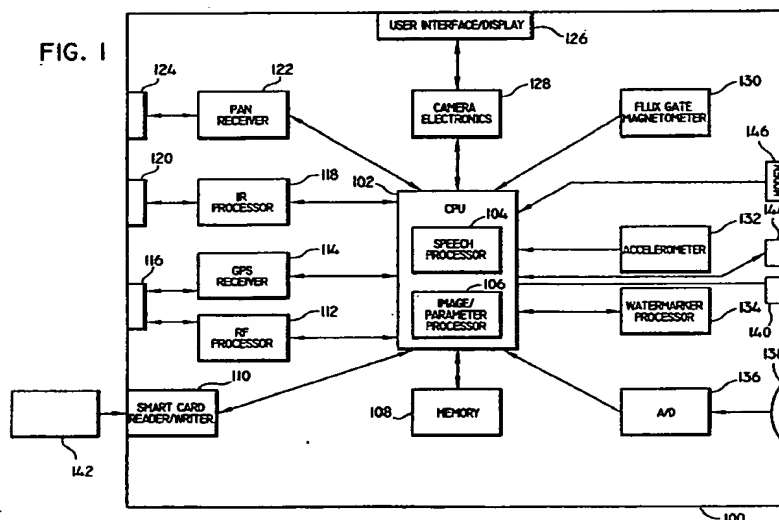 USER INTERFACE/DISPLAY
126
FIG. 1
124
122
PAN
RECEIVER
128
CAMERA
ELECTRONICS
130
FLUX GATE
MAGNETOMETER
146
120
118
IR
PROCESSOR
102
CPU
104
SPEECH
PROCESSOR
132
ACCELEROMETER
116
114
GPS
RECEIVER
106
IMAGE/
PARAMETER
PROCESSOR
WATERMARKER
PROCESSOR
134
140
112
RF
PROCESSOR
110
SMART CARD
READER/WRITER
142
108
MEMORY
136
A/D
138
100